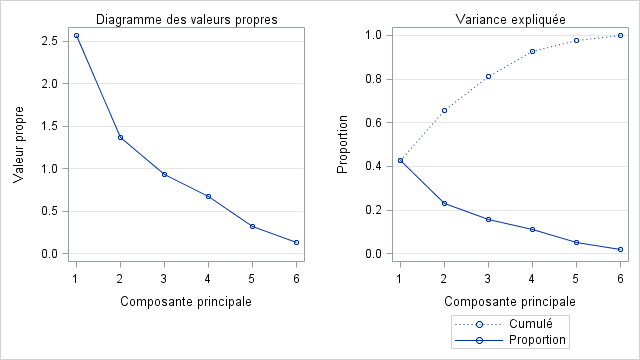 Diagramme des valeurs propres
Valeur propre
2.5
2.0
1.5
1.0
0.5
0.0
1 2 3 4 5 6
Composante principale
Variance expliquée
Proportion
1.0
0.8
0.6
0.4
0.2
0.0
1 2 3 4 5 6
Composante principale
Cumulé
Proportion